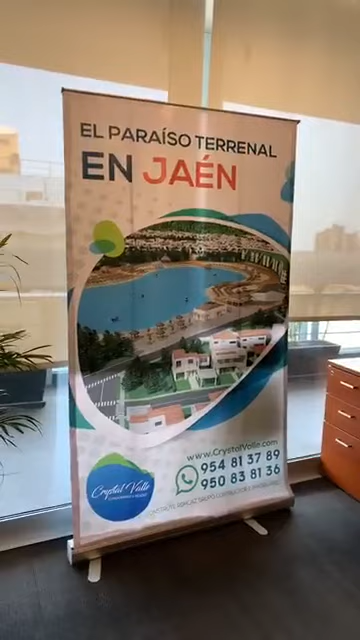 EL PARAÍSO TERRENAL
EN JAÉN
www.CrystalValle.com
954 81 37 89
950 83 81 36
Crystal Valle